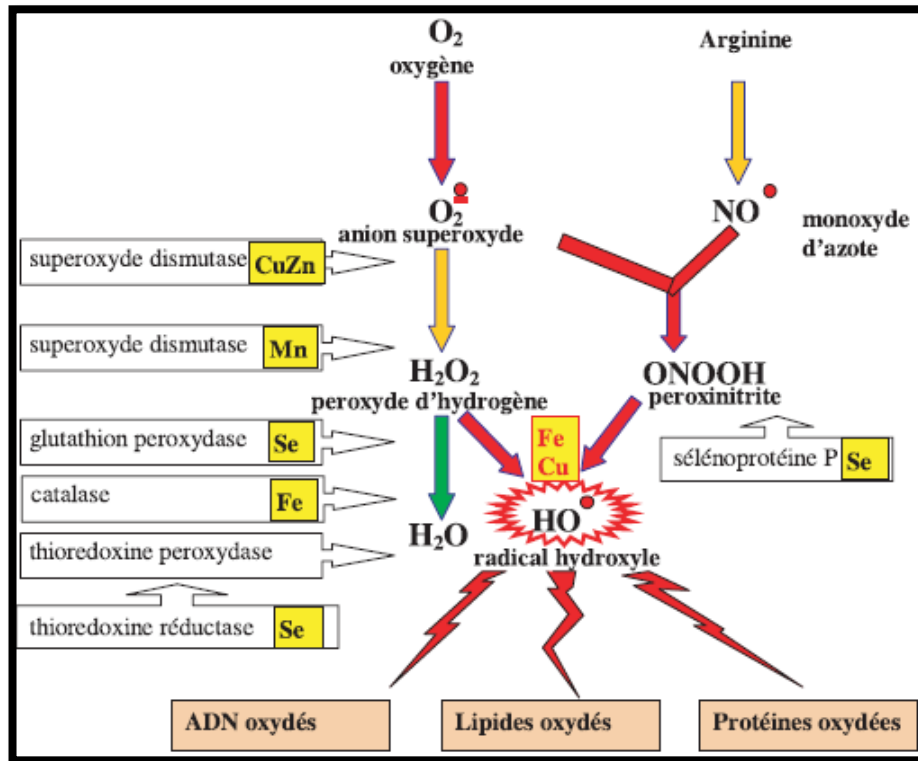 O₂
oxygène
Arginine
O₂
anion superoxyde
NO
monoxyde
d'azote
superoxyde dismutase CuZn
superoxyde dismutase Mn
H₂O₂
peroxyde d'hydrogène
ONOOH
peroxinitrite
glutathion peroxydase Se
Fe
Cu
sélénoprotéine P Se
catalase Fe
H₂O
HO
thioredoxine peroxydase
radical hydroxyle
thioredoxine réductase Se
ADN oxydés
Lipides oxydés
Protéines oxydées